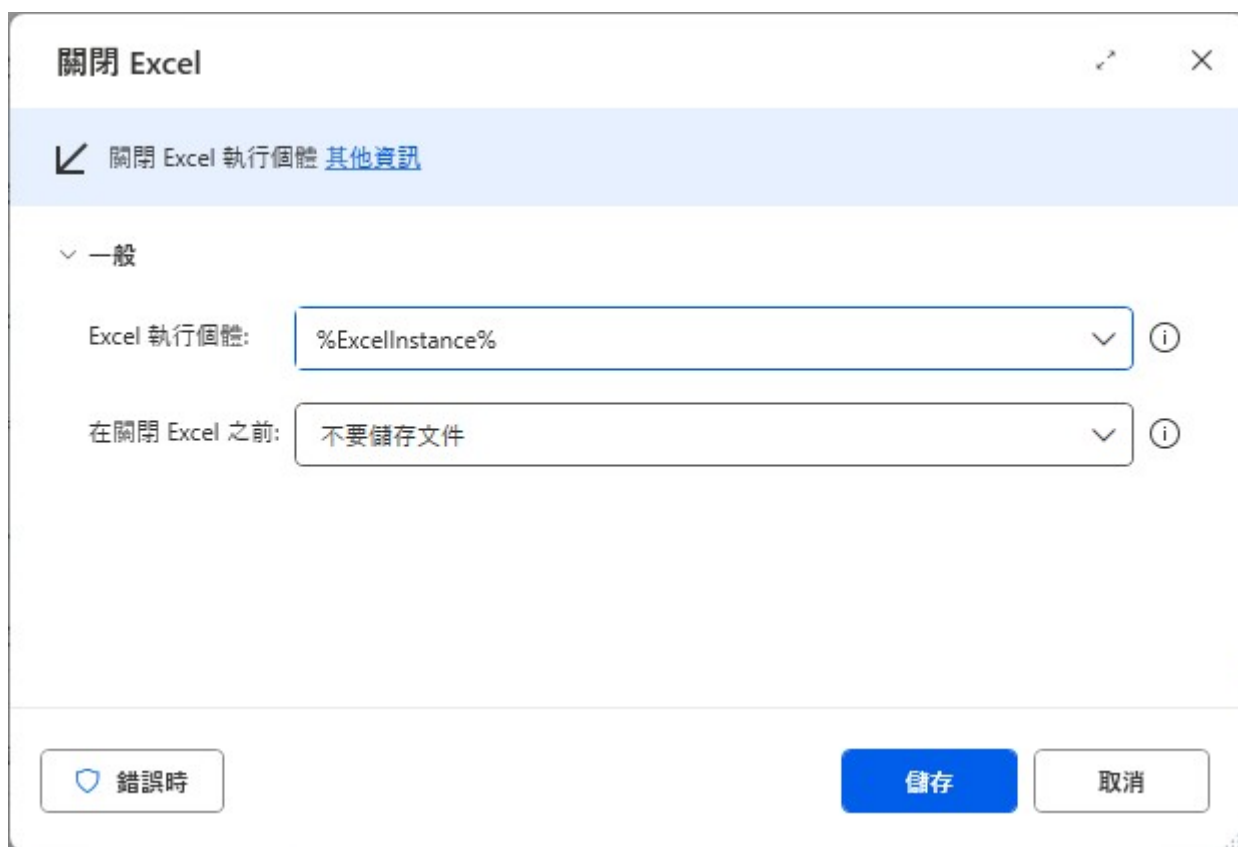 關閉 Excel
關閉 Excel 執行個體 其他資訊
一般
Excel 執行個體: %ExcelInstance%
在關閉 Excel 之前: 不要儲存文件
錯誤時
儲存
取消